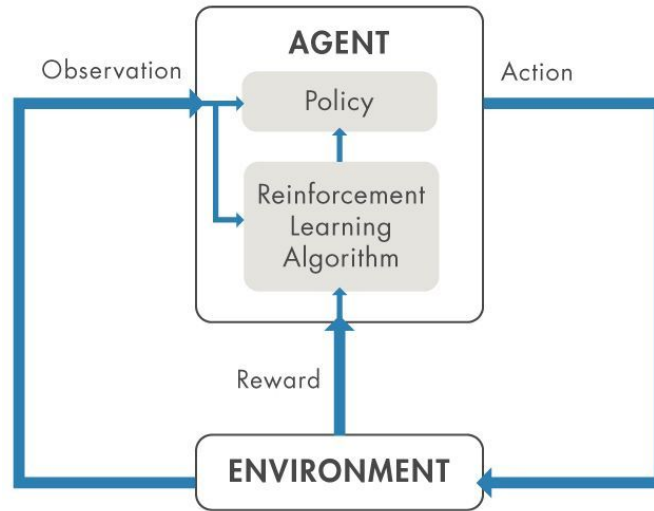 AGENT
Observation
Action
Policy
Reinforcement
Learning
Algorithm
Reward
ENVIRONMENT